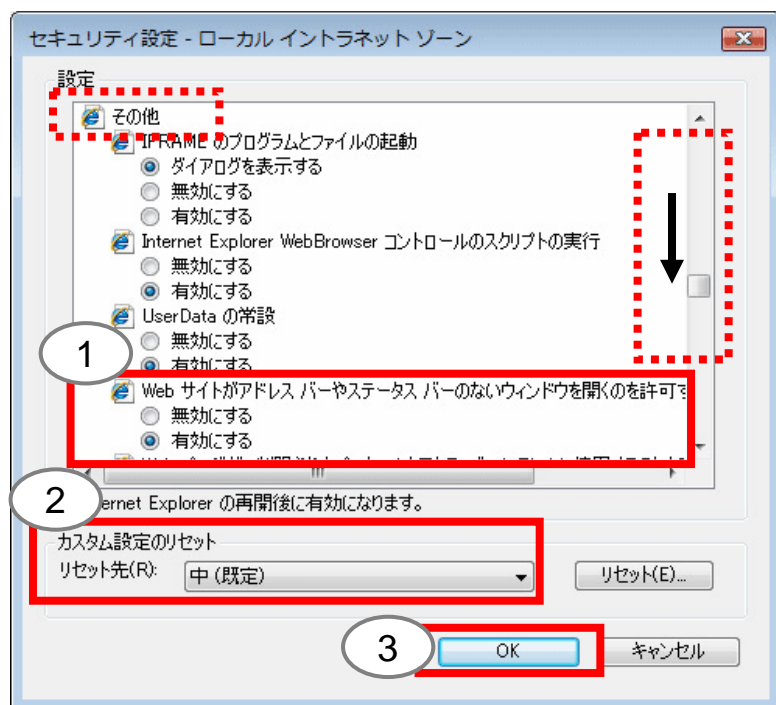 セキュリティ設定 - ローカル イントラネット ゾーン
設定
その他
IFRAME のプログラムとファイルの起動
ダイアログを表示する
無効にする
有効にする
Internet Explorer WebBrowser コントロールのスクリプトの実行
無効にする
有効にする
UserData の常設
無効にする
1
有効にする
Web サイトがアドレス バーやステータス バーのないウィンドウを開くのを許可す
無効にする
有効にする
2
ernet Explorer の再開後に有効になります。
カスタム設定のリセット
リセット先(R):
中 (既定)
リセット(E)...
3
OK
キャンセル